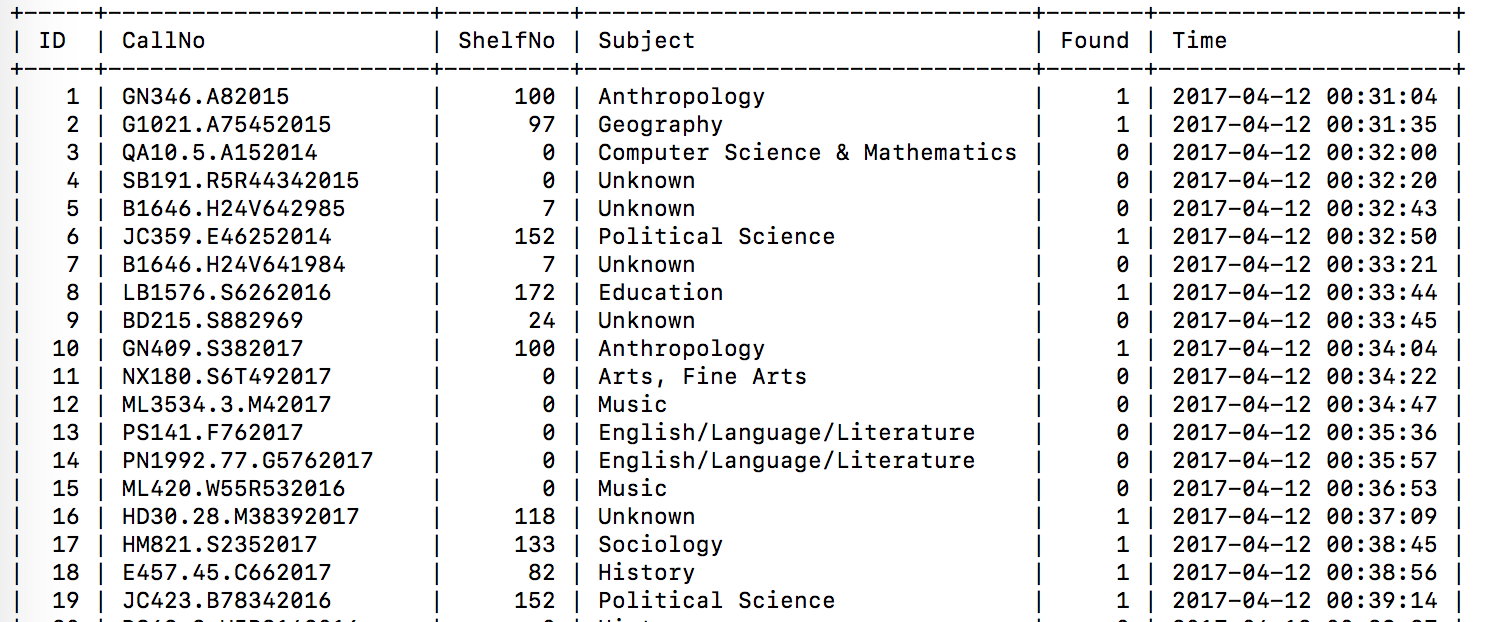 +-----+------------------------+----------+--------------------------------+-------+----------------------+
| ID | CallNo | ShelfNo | Subject | Found | Time |
+-----+------------------------+----------+--------------------------------+-------+----------------------+
| 1 | GN346.A82015 | 100 | Anthropology | 1 | 2017-04-12 00:31:04 |
| 2 | G1021.A75452015 | 97 | Geography | 1 | 2017-04-12 00:31:35 |
| 3 | QA10.5.A152014 | 0 | Computer Science & Mathematics | 0 | 2017-04-12 00:32:00 |
| 4 | SB191.R5R44342015 | 0 | Unknown | 0 | 2017-04-12 00:32:20 |
| 5 | B1646.H24V642985 | 7 | Unknown | 0 | 2017-04-12 00:32:43 |
| 6 | JC359.E46252014 | 152 | Political Science | 1 | 2017-04-12 00:32:50 |
| 7 | B1646.H24V641984 | 7 | Unknown | 0 | 2017-04-12 00:33:21 |
| 8 | LB1576.S6262016 | 172 | Education | 1 | 2017-04-12 00:33:44 |
| 9 | BD215.S882969 | 24 | Unknown | 0 | 2017-04-12 00:33:45 |
| 10 | GN409.S382017 | 100 | Anthropology | 1 | 2017-04-12 00:34:04 |
| 11 | NX180.S6T492017 | 0 | Arts, Fine Arts | 0 | 2017-04-12 00:34:22 |
| 12 | ML3534.3.M42017 | 0 | Music | 0 | 2017-04-12 00:34:47 |
| 13 | PS141.F762017 | 0 | English/Language/Literature | 0 | 2017-04-12 00:35:36 |
| 14 | PN1992.77.G5762017 | 0 | English/Language/Literature | 0 | 2017-04-12 00:35:57 |
| 15 | ML420.W55R532016 | 0 | Music | 0 | 2017-04-12 00:36:53 |
| 16 | HD30.28.M38392017 | 118 | Unknown | 1 | 2017-04-12 00:37:09 |
| 17 | HM821.S2352017 | 133 | Sociology | 1 | 2017-04-12 00:38:45 |
| 18 | E457.45.C662017 | 82 | History | 1 | 2017-04-12 00:38:56 |
| 19 | JC423.B78342016 | 152 | Political Science | 1 | 2017-04-12 00:39:14 |